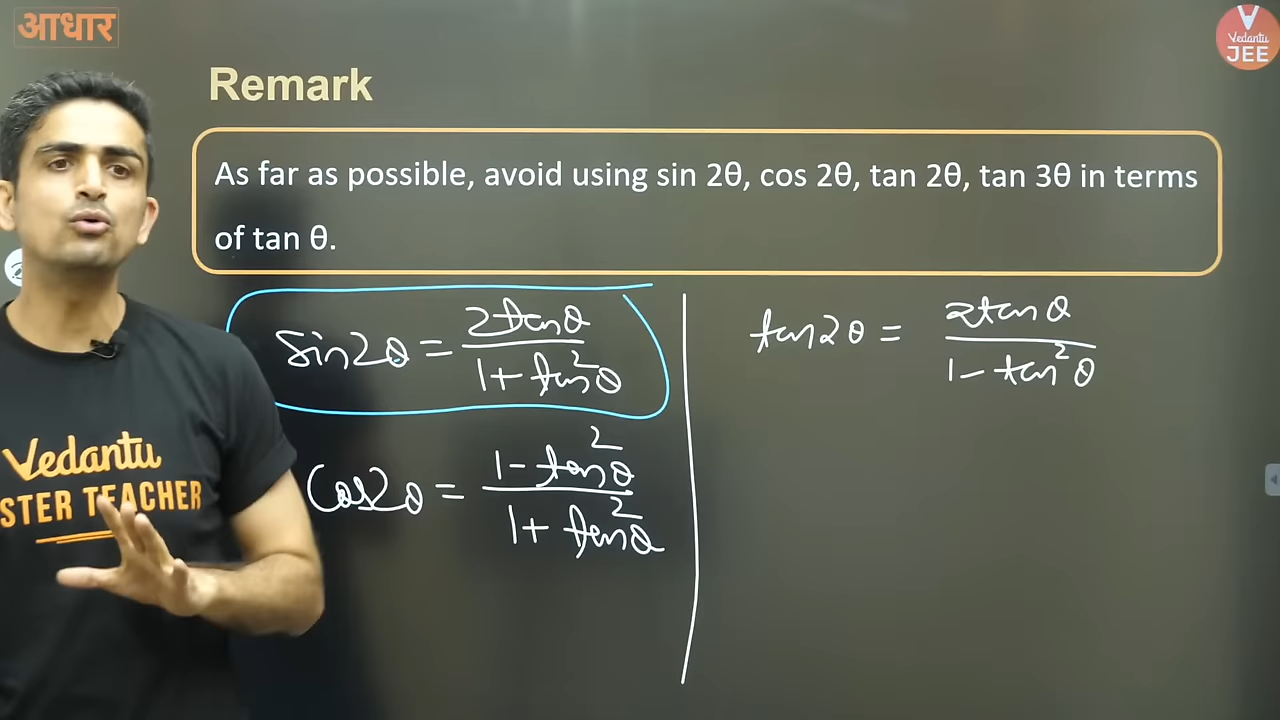 आधार
Vedantu
JEE
Remark
As far as possible, avoid using sin 2θ, cos 2θ, tan 2θ, tan 3θ in terms
of tan θ.
sin2θ = 2tanθ / 1 + tan²θ
tan2θ = 2tanθ / 1 - tan²θ
cos2θ = 1 - tan²θ / 1 + tan²θ
Vedantu
STER TEACHER